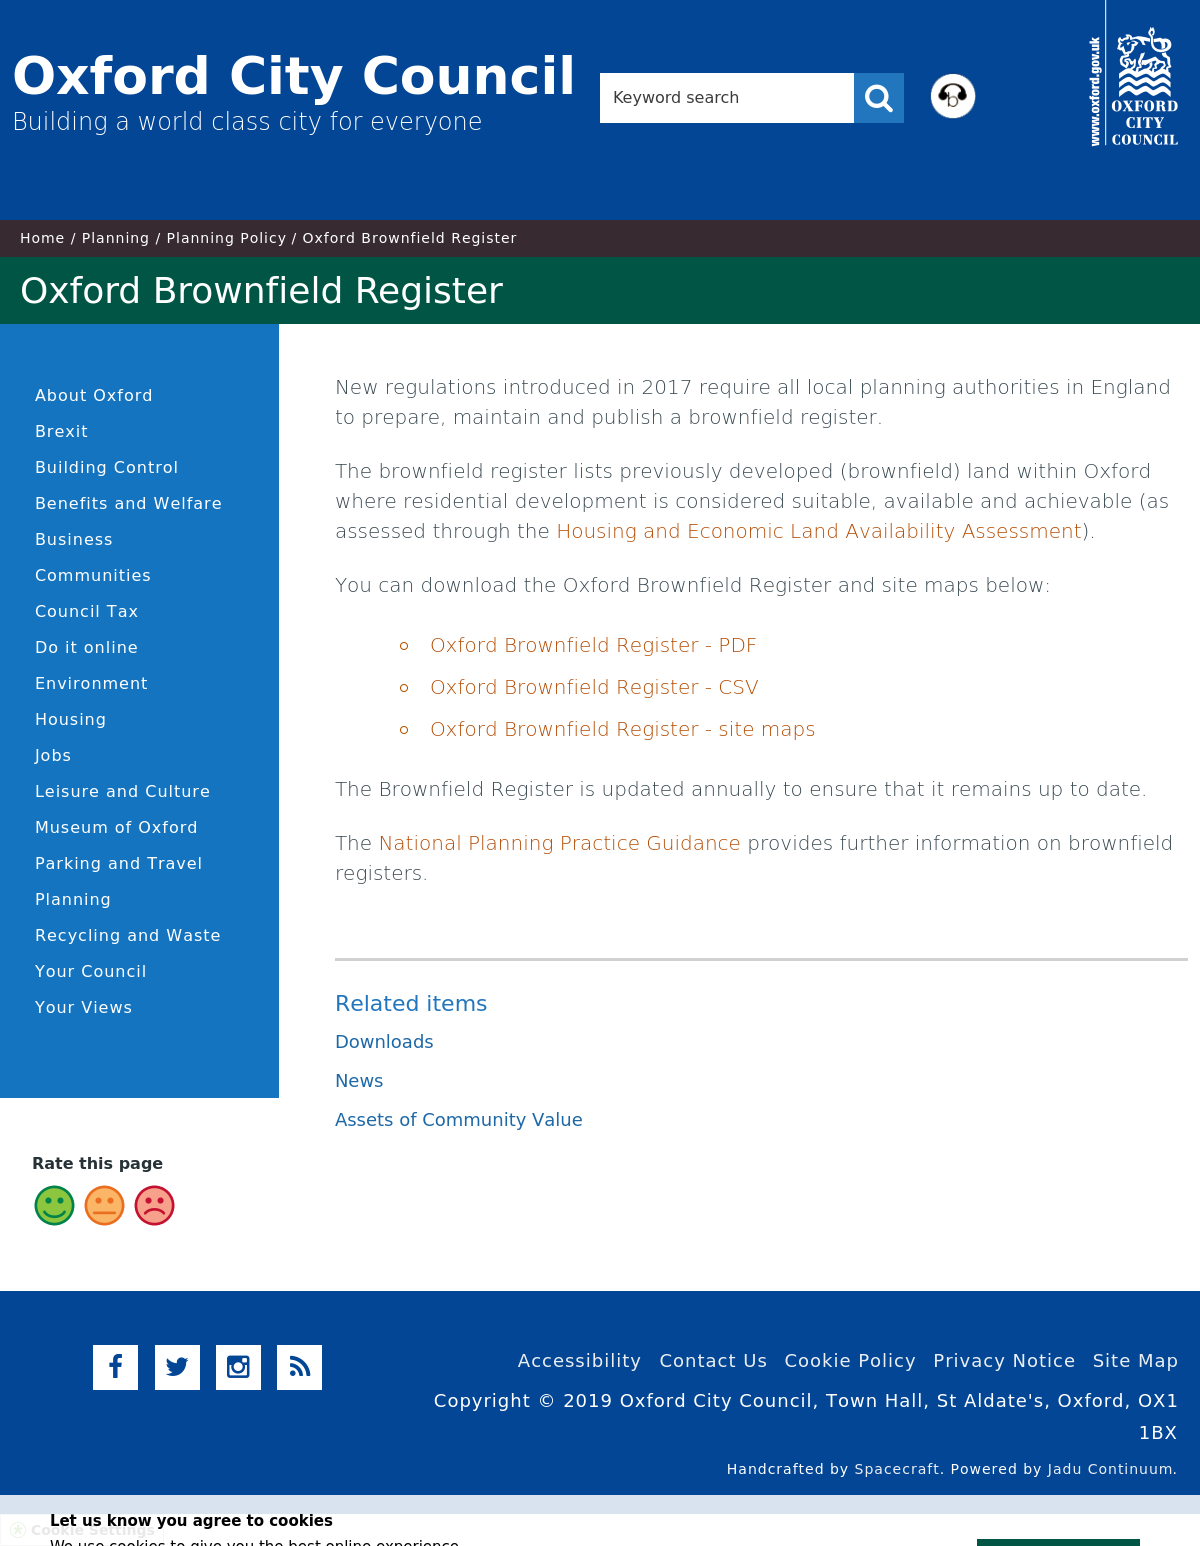 Oxford City Council
Building a world class city for everyone
Keyword search
b
www.oxford.gov.uk
OXFORD
CITY
COUNCIL
Home / Planning / Planning Policy / Oxford Brownfield Register
Oxford Brownfield Register
About Oxford
Brexit
Building Control
Benefits and Welfare
Business
Communities
Council Tax
Do it online
Environment
Housing
Jobs
Leisure and Culture
Museum of Oxford
Parking and Travel
Planning
Recycling and Waste
Your Council
Your Views
New regulations introduced in 2017 require all local planning authorities in England
to prepare, maintain and publish a brownfield register.
The brownfield register lists previously developed (brownfield) land within Oxford
where residential development is considered suitable, available and achievable (as
assessed through the Housing and Economic Land Availability Assessment).
You can download the Oxford Brownfield Register and site maps below:
Oxford Brownfield Register - PDF
Oxford Brownfield Register - CSV
Oxford Brownfield Register - site maps
The Brownfield Register is updated annually to ensure that it remains up to date.
The National Planning Practice Guidance provides further information on brownfield
registers.
Related items
Downloads
News
Assets of Community Value
Rate this page
Accessibility Contact Us Cookie Policy Privacy Notice Site Map
Copyright © 2019 Oxford City Council, Town Hall, St Aldate's, Oxford, OX1
1BX
Handcrafted by Spacecraft. Powered by Jadu Continuum.
Let us know you agree to cookies
Cookie Settings
We use cookies to give you the best online experience.